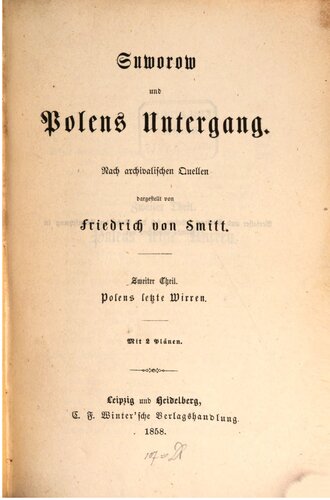 Suworow
und
Polens Untergang.
Nach archivalischen Quellen
dargestellt von
Friedrich von Smitt.
Zweiter Theil.
Polens letzte Wirren.
Mit 2 Plänen.
Leipzig und Heidelberg,
C. F. Winter'sche Verlagshandlung
1858.